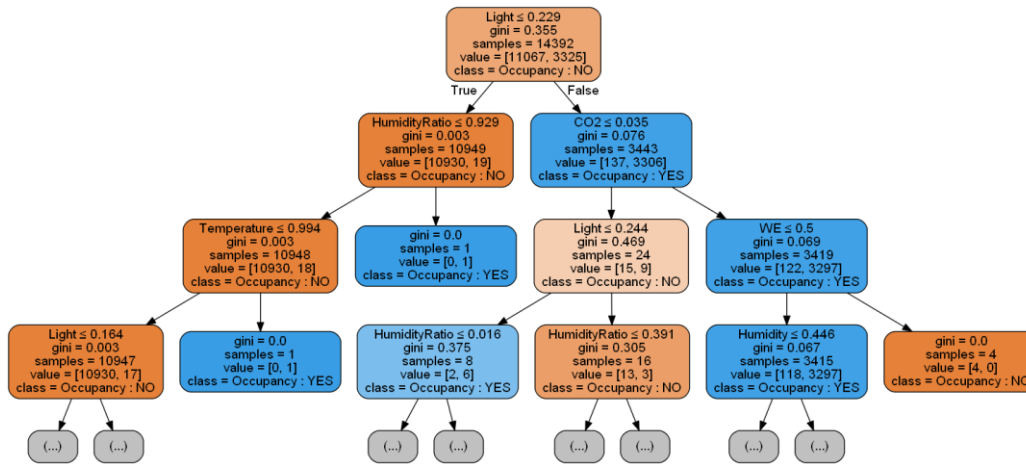 Light ≤ 0.229
gini = 0.355
samples = 14392
value = [11067, 3325]
class = Occupancy : NO
True
False
HumidityRatio ≤ 0.929
gini = 0.003
samples = 10949
value = [10930, 19]
class = Occupancy : NO
CO2 ≤ 0.035
gini = 0.076
samples = 3443
value = [137, 3306]
class = Occupancy : YES
Temperature ≤ 0.994
gini = 0.003
samples = 10948
value = [10930, 18]
class = Occupancy : NO
gini = 0.0
samples = 1
value = [0, 1]
class = Occupancy : YES
Light ≤ 0.244
gini = 0.469
samples = 24
value = [15, 9]
class = Occupancy : NO
WE ≤ 0.5
gini = 0.069
samples = 3419
value = [122, 3297]
class = Occupancy : YES
Light ≤ 0.164
gini = 0.003
samples = 10947
value = [10930, 17]
class = Occupancy : NO
gini = 0.0
samples = 1
value = [0, 1]
class = Occupancy : YES
HumidityRatio ≤ 0.016
gini = 0.375
samples = 8
value = [2, 6]
class = Occupancy : YES
HumidityRatio ≤ 0.391
gini = 0.305
samples = 16
value = [13, 3]
class = Occupancy : NO
Humidity ≤ 0.446
gini = 0.067
samples = 3415
value = [118, 3297]
class = Occupancy : YES
gini = 0.0
samples = 4
value = [4, 0]
class = Occupancy : NO
(...)
(...)
(...)
(...)
(...)
(...)
(...)
(...)